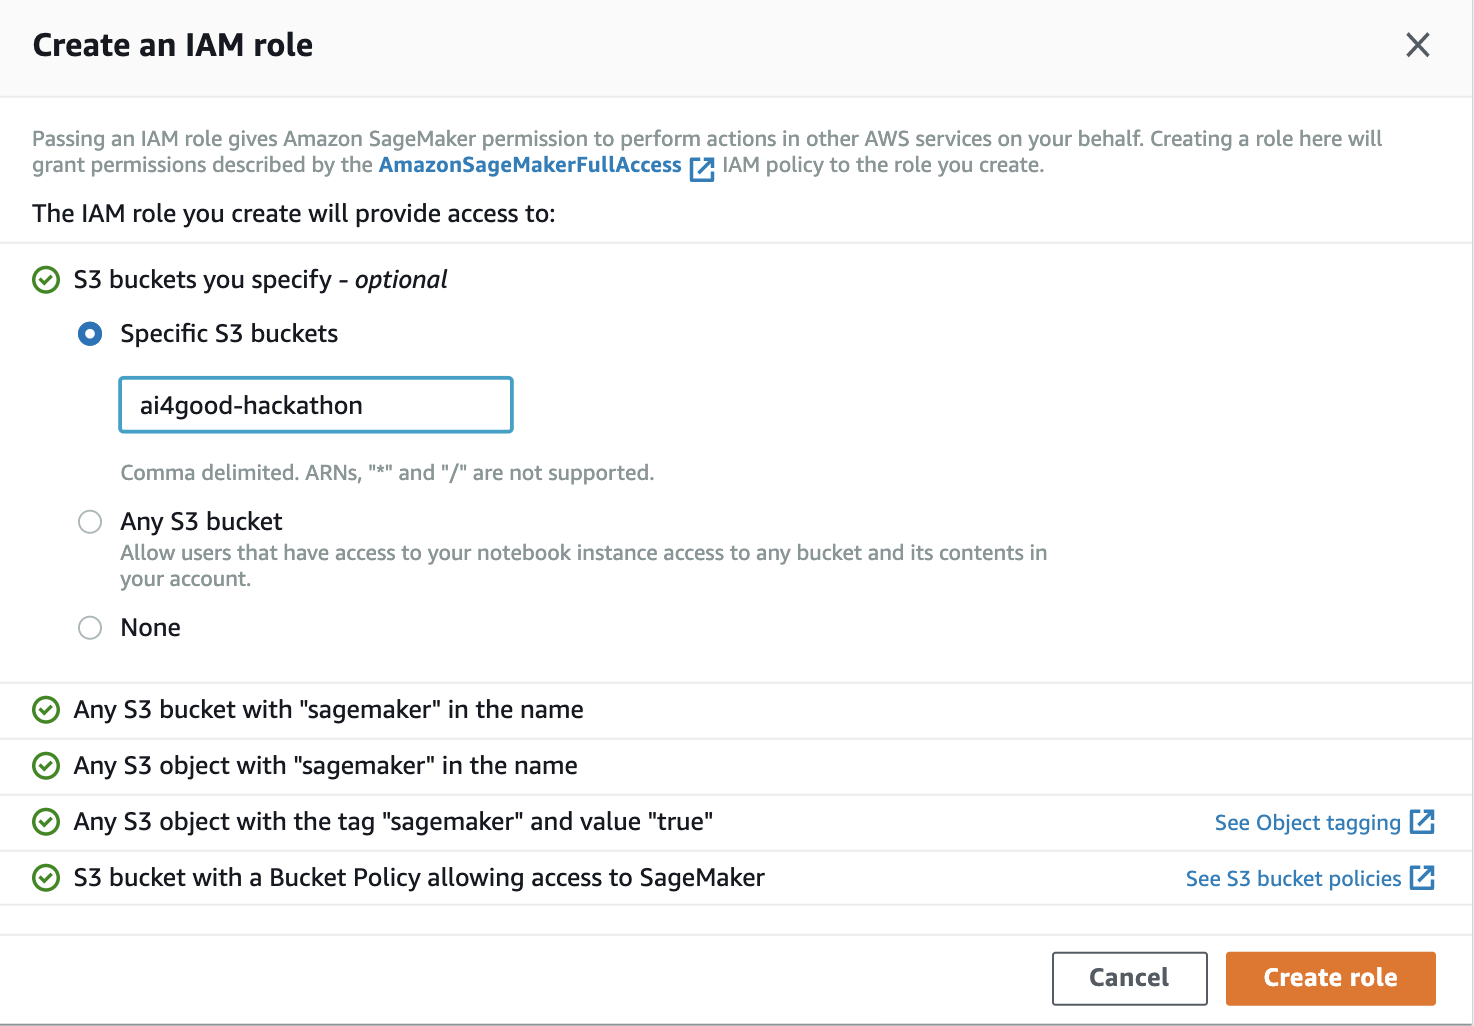 Create an IAM role
Passing an IAM role gives Amazon SageMaker permission to perform actions in other AWS services on your behalf. Creating a role here will
grant permissions described by the AmazonSageMakerFullAccess IAM policy to the role you create.
The IAM role you create will provide access to:
S3 buckets you specify - optional
Specific S3 buckets
ai4good-hackathon
Comma delimited. ARNs, "*" and "/" are not supported.
Any S3 bucket
Allow users that have access to your notebook instance access to any bucket and its contents in
your account.
None
Any S3 bucket with "sagemaker" in the name
Any S3 object with "sagemaker" in the name
Any S3 object with the tag "sagemaker" and value "true" See Object tagging
S3 bucket with a Bucket Policy allowing access to SageMaker See S3 bucket policies
Cancel Create role